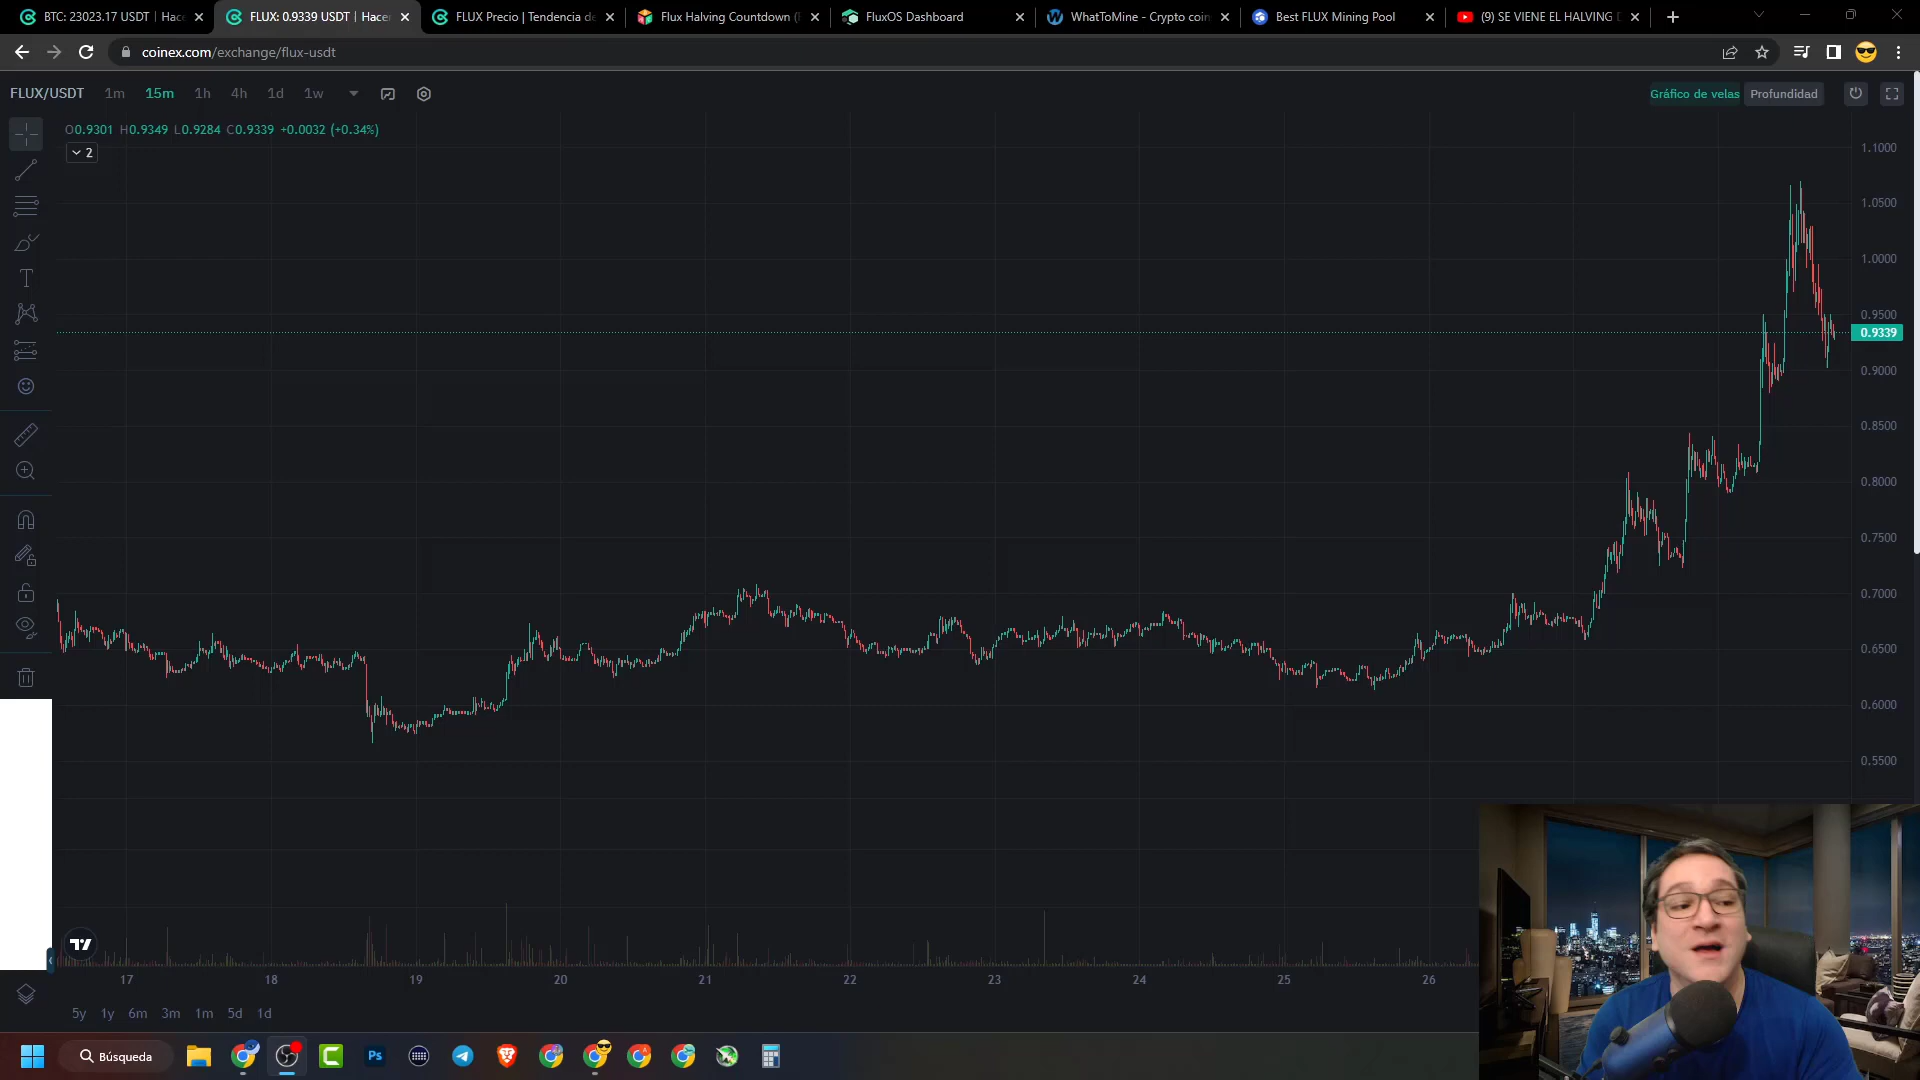 BTC: 23023.17 USDT | Hace
FLUX: 0.9339 USDT | Hace
FLUX Precio | Tendencia de
Flux Halving Countdown (
FluxOS Dashboard
WhatToMine - Crypto coin
Best FLUX Mining Pool
(9) SE VIENE EL HALVING D
coinex.com/exchange/flux-usdt
FLUX/USDT 1m 15m 1h 4h 1d 1w
Gráfico de velas Profundidad
O0.9301 H0.9349 L0.9284 C0.9339 +0.0032 (+0.34%)
2
1.1000
1.0500
1.0000
0.9500
0.9339
0.9000
0.8500
0.8000
0.7500
0.7000
0.6500
0.6000
0.5500
17 18 19 20 21 22 23 24 25 26
5y 1y 6m 3m 1m 5d 1d
Búsqueda
Ps